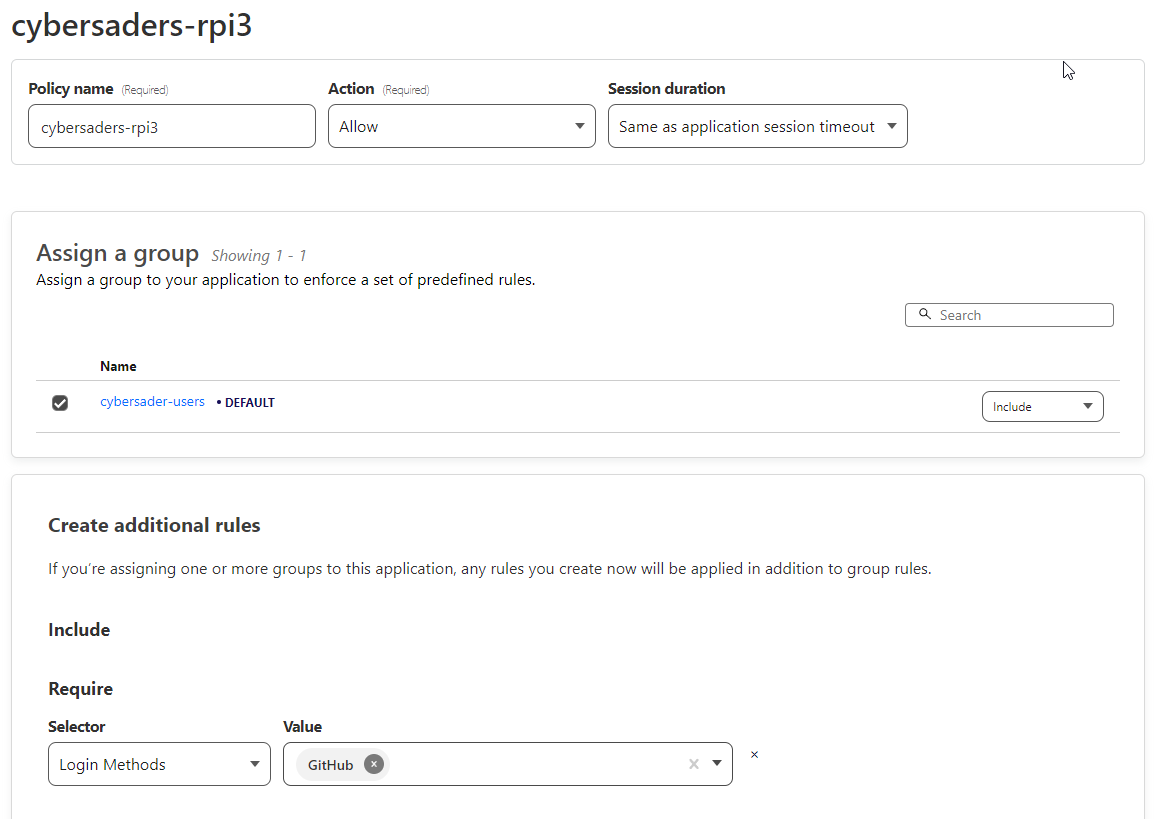 cybersaders-rpi3
Policy name (Required)
Action (Required)
Session duration
cybersaders-rpi3
Allow
Same as application session timeout
Assign a group Showing 1 - 1
Assign a group to your application to enforce a set of predefined rules.
Search
Name
cybersader-users • DEFAULT
Include
Create additional rules
If you’re assigning one or more groups to this application, any rules you create now will be applied in addition to group rules.
Include
Require
Selector
Value
Login Methods
GitHub